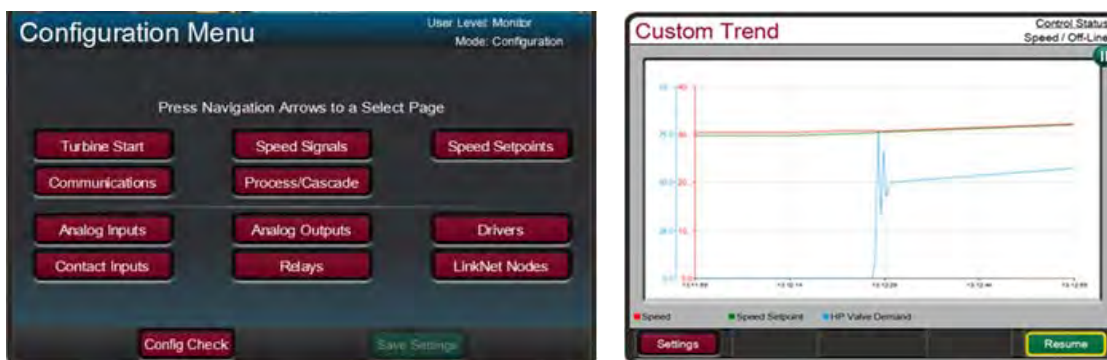 Configuration Menu
User Level: Monitor
Mode: Configuration
Press Navigation Arrows to a Select Page
Turbine Start
Speed Signals
Speed Setpoints
Communications
Process/Cascade
Analog Inputs
Analog Outputs
Drivers
Contact Inputs
Relays
LinkNet Nodes
Config Check
Save Settings
Custom Trend
Control Status
Speed / Off-Line
Speed
Speed Setpoint
HP Valve Demand
Settings
Resume